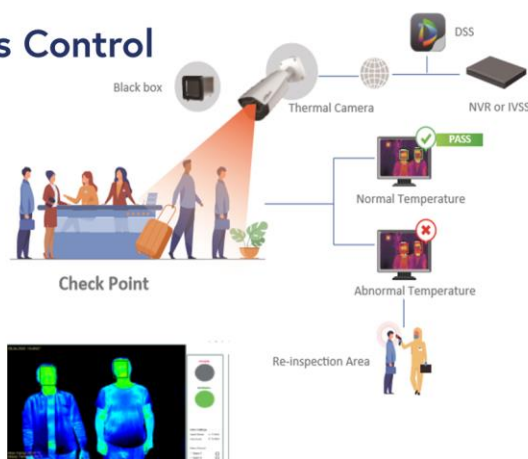 s Control
DSS
Black box
Thermal Camera
NVR or IVSS
PASS
Normal Temperature
Check Point
Abnormal Temperature
Re-inspection Area